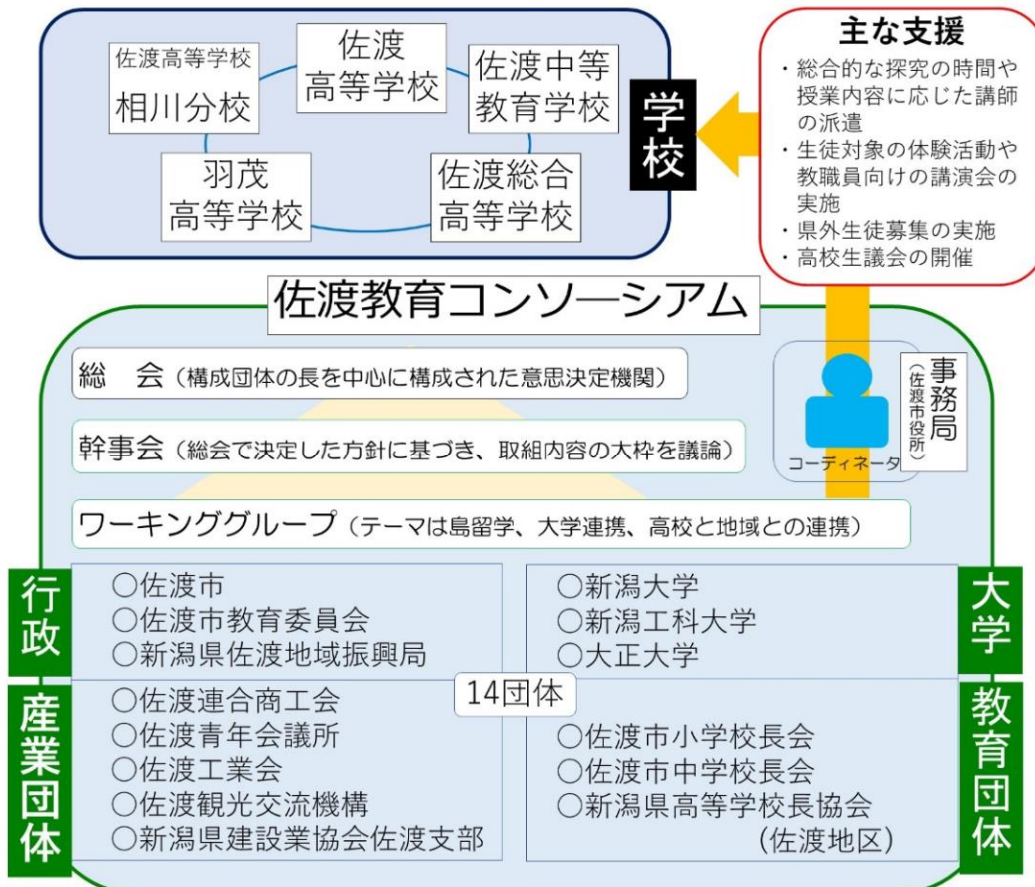 佐渡高等学校
相川分校
佐渡
高等学校
佐渡中等
教育学校
羽茂
高等学校
佐渡総合
高等学校
学校
主な支援
・総合的な探究の時間や
授業内容に応じた講師
の派遣
・生徒対象の体験活動や
教職員向けの講演会の
実施
・県外生徒募集の実施
・高校生議会の開催
佐渡教育コンソーシアム
総　会（構成団体の長を中心に構成された意思決定機関）
幹事会（総会で決定した方針に基づき、取組内容の大枠を議論）
ワーキンググループ（テーマは島留学、大学連携、高校と地域との連携）
コーディネータ
事務局
（佐渡市役所）
行政
○佐渡市
○佐渡市教育委員会
○新潟県佐渡地域振興局
大学
○新潟大学
○新潟工科大学
○大正大学
14団体
産業団体
○佐渡連合商工会
○佐渡青年会議所
○佐渡工業会
○佐渡観光交流機構
○新潟県建設業協会佐渡支部
教育団体
○佐渡市小学校長会
○佐渡市中学校長会
○新潟県高等学校長協会
（佐渡地区）